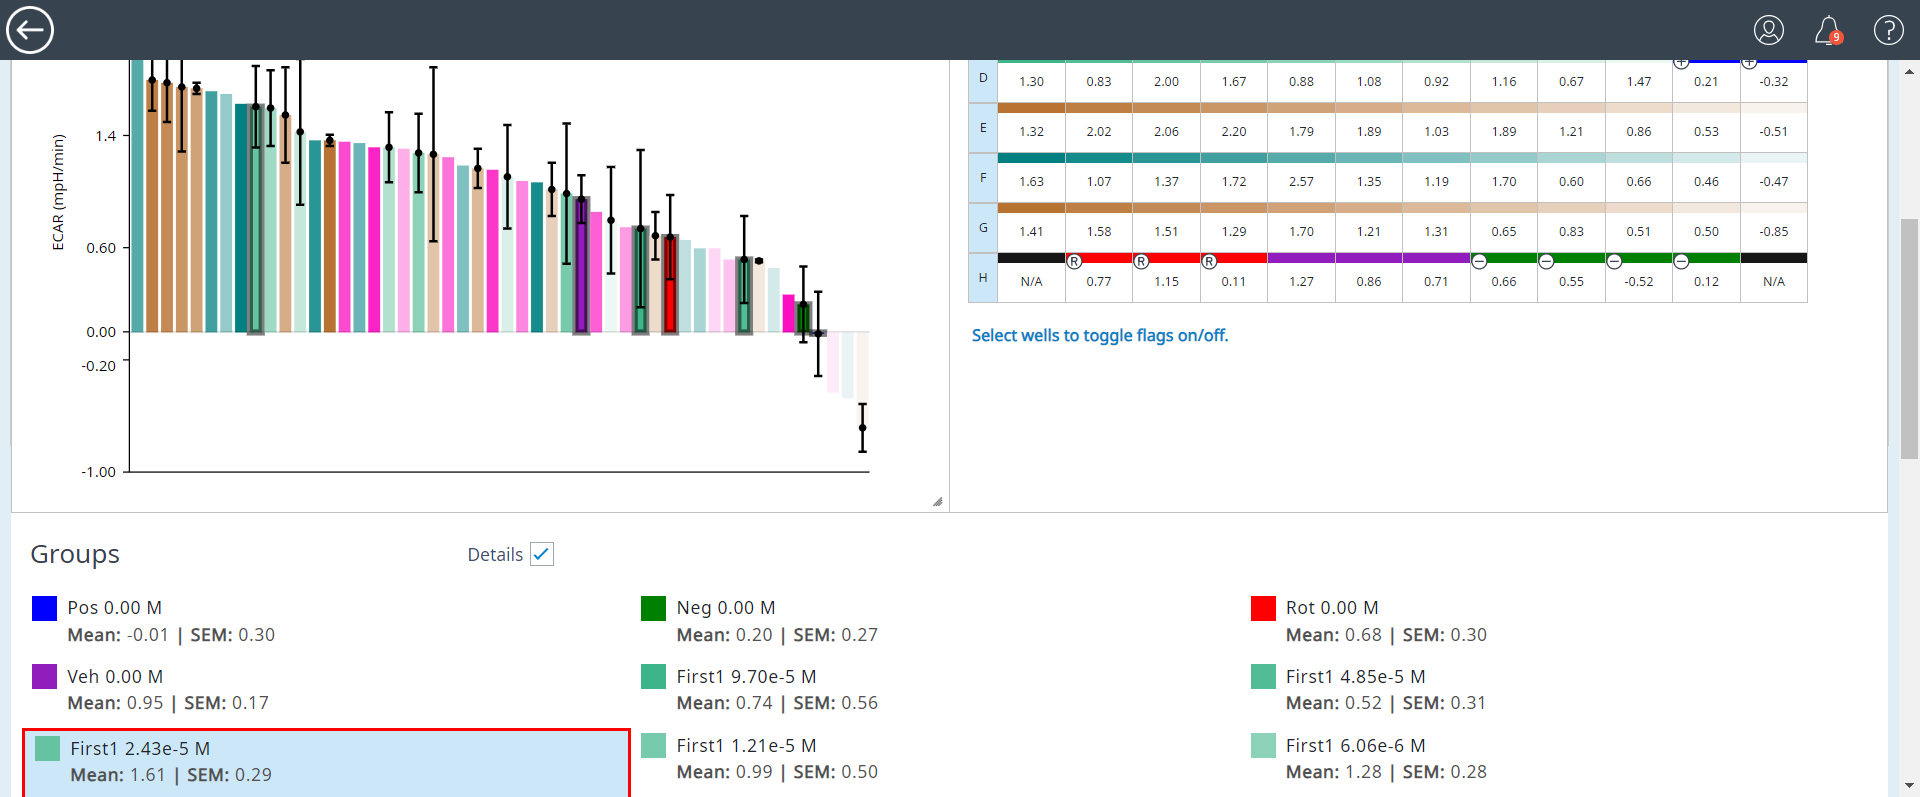 9
?
ECAR (mpH/min)
1.4
0.60
0.00
-0.20
-1.00
D 1.30 0.83 2.00 1.67 0.88 1.08 0.92 1.16 0.67 1.47 0.21 -0.32
E 1.32 2.02 2.06 2.20 1.79 1.89 1.03 1.89 1.21 0.86 0.53 -0.51
F 1.63 1.07 1.37 1.72 2.57 1.35 1.19 1.70 0.60 0.66 0.46 -0.47
G 1.41 1.58 1.51 1.29 1.70 1.21 1.31 0.65 0.83 0.51 0.50 -0.85
R R R
H N/A 0.77 1.15 0.11 1.27 0.86 0.71 0.66 0.55 -0.52 0.12 N/A
Select wells to toggle flags on/off.
Groups
Details
Pos 0.00 M
Mean: -0.01 | SEM: 0.30
Neg 0.00 M
Mean: 0.20 | SEM: 0.27
Rot 0.00 M
Mean: 0.68 | SEM: 0.30
Veh 0.00 M
Mean: 0.95 | SEM: 0.17
First1 9.70e-5 M
Mean: 0.74 | SEM: 0.56
First1 4.85e-5 M
Mean: 0.52 | SEM: 0.31
First1 2.43e-5 M
Mean: 1.61 | SEM: 0.29
First1 1.21e-5 M
Mean: 0.99 | SEM: 0.50
First1 6.06e-6 M
Mean: 1.28 | SEM: 0.28